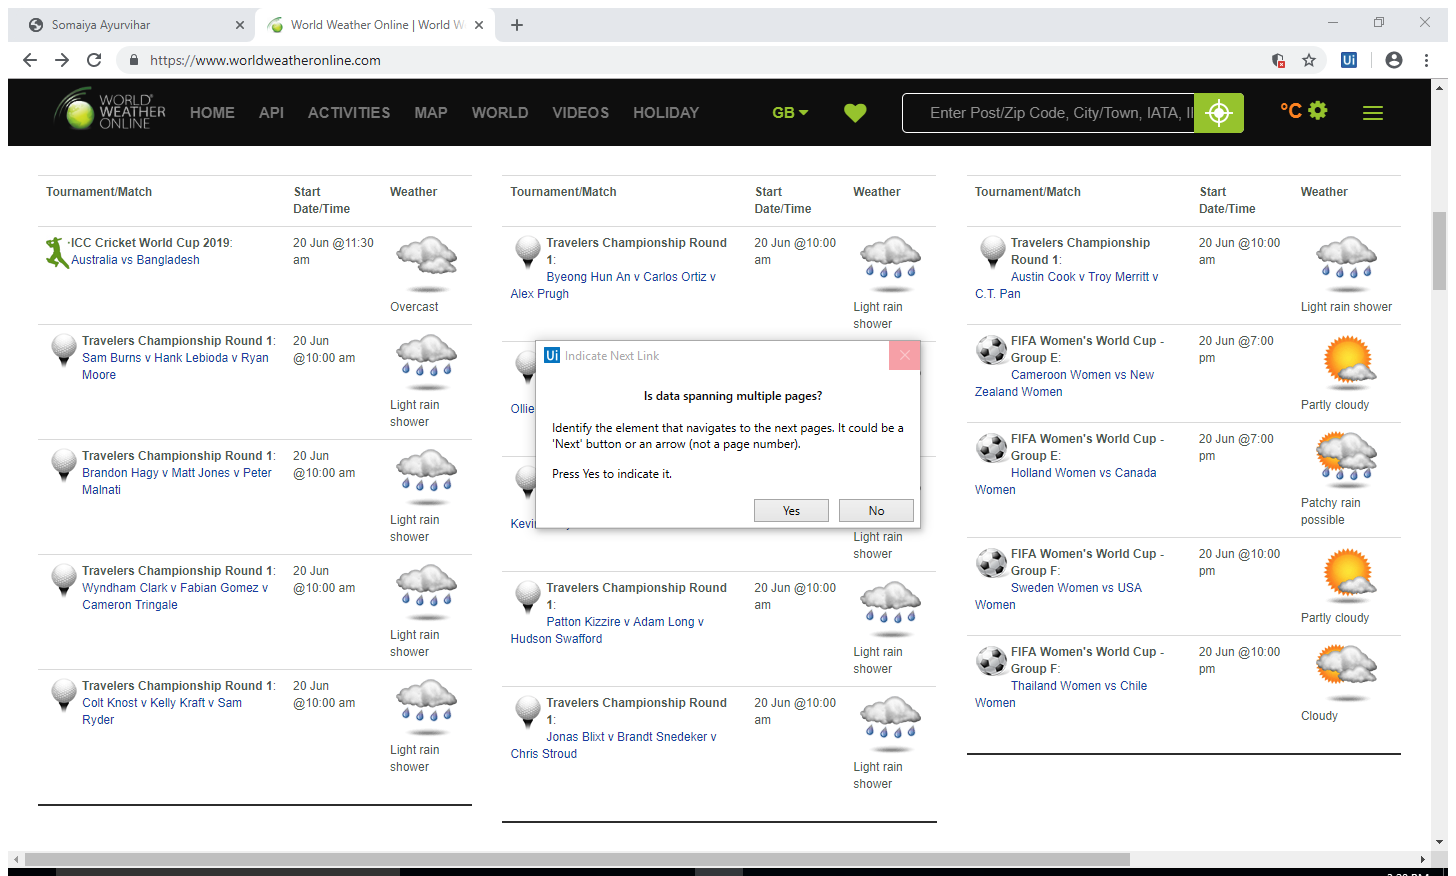 Somaiya Ayurvihar
World Weather Online | World W
https://www.worldweatheronline.com
Ui
WORLD
WEATHER
ONLINE
HOME API ACTIVITIES MAP WORLD VIDEOS HOLIDAY
GB
Enter Post/Zip Code, City/Town, IATA, I
°C
Tournament/Match Start Date/Time Weather
·ICC Cricket World Cup 2019: 20 Jun @11:30
Australia vs Bangladesh am
Overcast
Travelers Championship Round 1: 20 Jun
Sam Burns v Hank Lebioda v Ryan @10:00 am
Moore
Light rain
shower
Travelers Championship Round 1: 20 Jun
Brandon Hagy v Matt Jones v Peter @10:00 am
Malnati
Light rain
shower
Travelers Championship Round 1: 20 Jun
Wyndham Clark v Fabian Gomez v @10:00 am
Cameron Tringale
Light rain
shower
Travelers Championship Round 1: 20 Jun
Colt Knost v Kelly Kraft v Sam @10:00 am
Ryder
Light rain
shower
Tournament/Match Start Date/Time Weather
Travelers Championship Round 20 Jun @10:00
1: am
Byeong Hun An v Carlos Ortiz v
Alex Prugh
Light rain
shower
Ollie
Kevi
Light rain
shower
Travelers Championship Round 20 Jun @10:00
1: am
Patton Kizzire v Adam Long v
Hudson Swafford
Light rain
shower
Travelers Championship Round 20 Jun @10:00
1: am
Jonas Blixt v Brandt Snedeker v
Chris Stroud
Light rain
shower
Tournament/Match Start Date/Time Weather
Travelers Championship 20 Jun @10:00
Round 1: am
Austin Cook v Troy Merritt v
C.T. Pan
Light rain shower
FIFA Women's World Cup - 20 Jun @7:00
Group E: pm
Cameroon Women vs New
Zealand Women
Partly cloudy
FIFA Women's World Cup - 20 Jun @7:00
Group E: pm
Holland Women vs Canada
Women
Patchy rain
possible
FIFA Women's World Cup - 20 Jun @10:00
Group F: pm
Sweden Women vs USA
Women
Partly cloudy
FIFA Women's World Cup - 20 Jun @10:00
Group F: pm
Thailand Women vs Chile
Women
Cloudy
Ui Indicate Next Link
Is data spanning multiple pages?
Identify the element that navigates to the next pages. It could be a
'Next' button or an arrow (not a page number).
Press Yes to indicate it.
Yes No